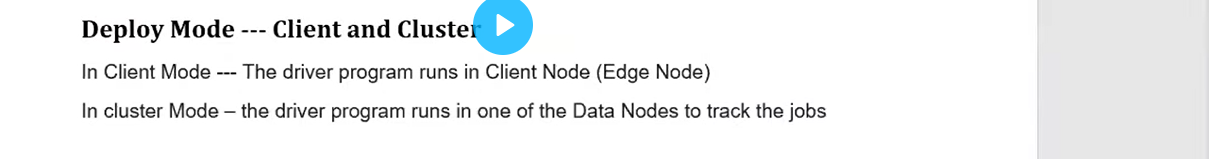 Deploy Mode --- Client and Cluster
In Client Mode --- The driver program runs in Client Node (Edge Node)
In cluster Mode – the driver program runs in one of the Data Nodes to track the jobs